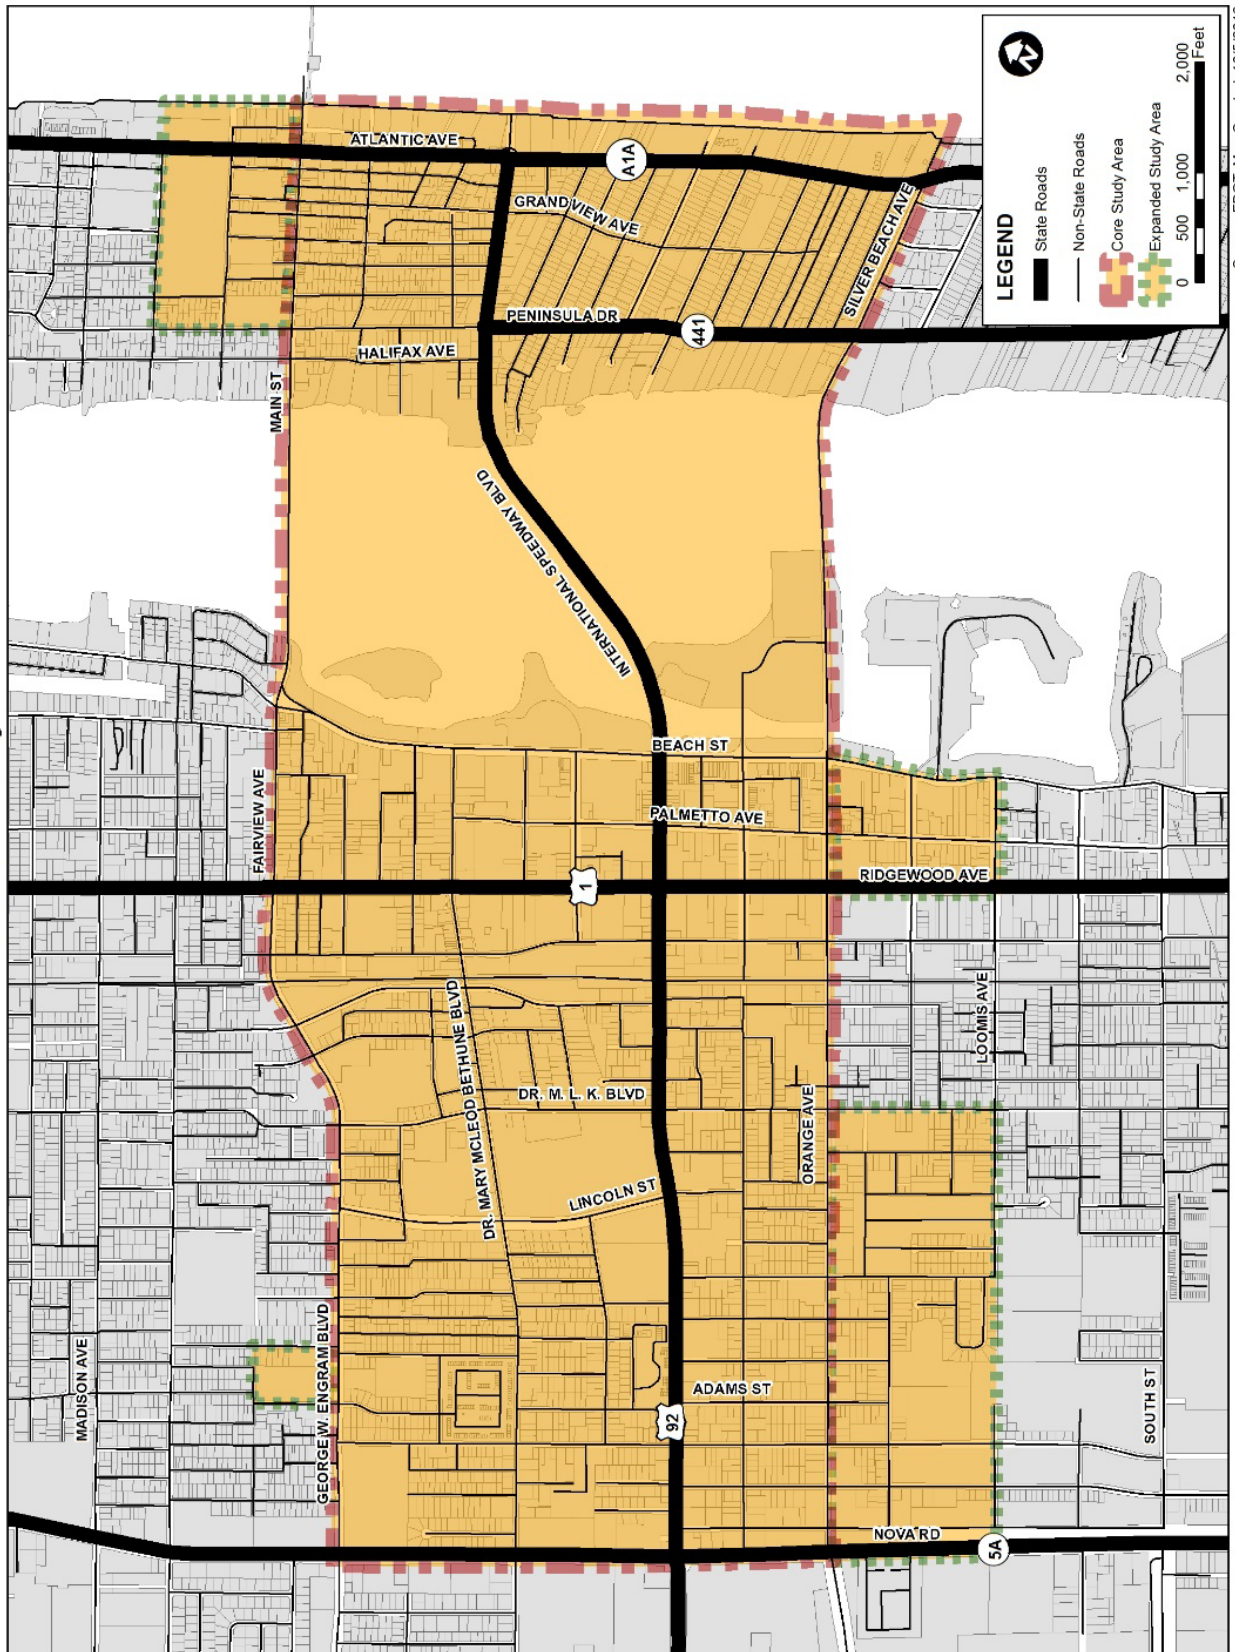 ATLANTIC AVE
A1A
GRANDVIEW AVE
SILVER BEACH AVE
PENINSULA DR
441
HALIFAX AVE
MAIN ST
INTERNATIONAL SPEEDWAY BLVD
BEACH ST
PALMETTO AVE
FAIRVIEW AVE
1
RIDGEWOOD AVE
LOOMIS AVE
DR. MARY MCLEOD BETHUNE BLVD
DR. M. L. K. BLVD
ORANGE AVE
LINCOLN ST
GEORGE W. ENGRAM BLVD
MADISON AVE
ADAMS ST
92
SOUTH ST
NOVA RD
5A
LEGEND
State Roads
Non-State Roads
Core Study Area
Expanded Study Area
0 500 1,000 2,000
Feet
N